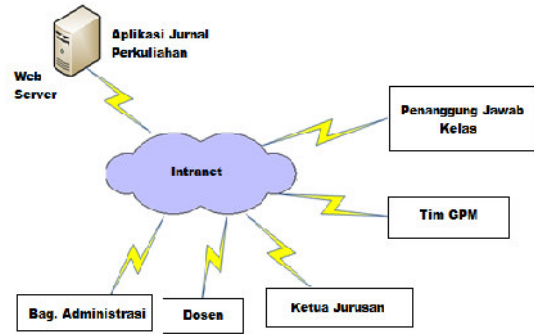 Aplikasi Jurnal
Perkuliahan
Web
Server
Penanggung Jawab
Kelas
Intranet
Tim GPM
Bag. Administrasi
Dosen
Ketua Jurusan